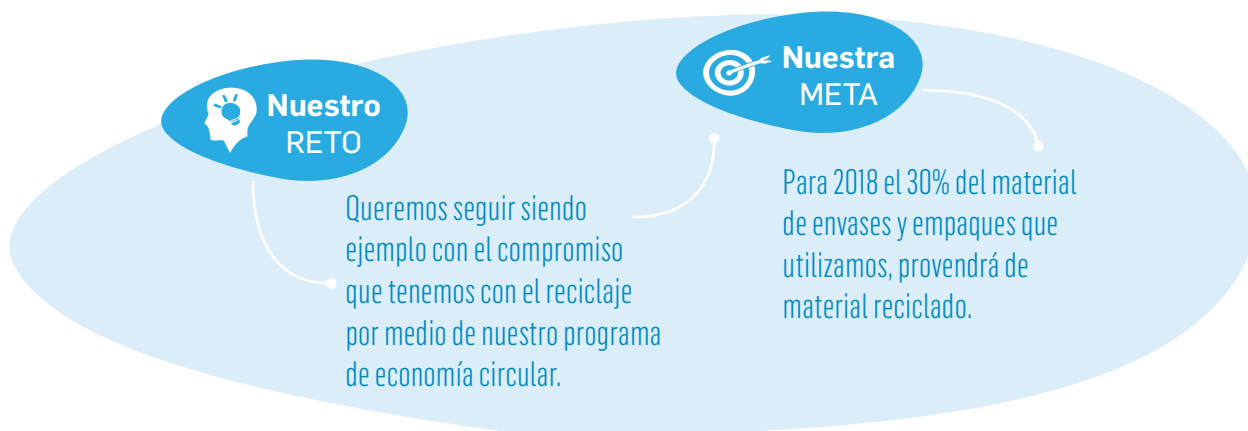 Nuestro
RETO
Queremos seguir siendo
ejemplo con el compromiso
que tenemos con el reciclaje
por medio de nuestro programa
de economía circular.
Nuestra
META
Para 2018 el 30% del material
de envases y empaques que
utilizamos, provendrá de
material reciclado.